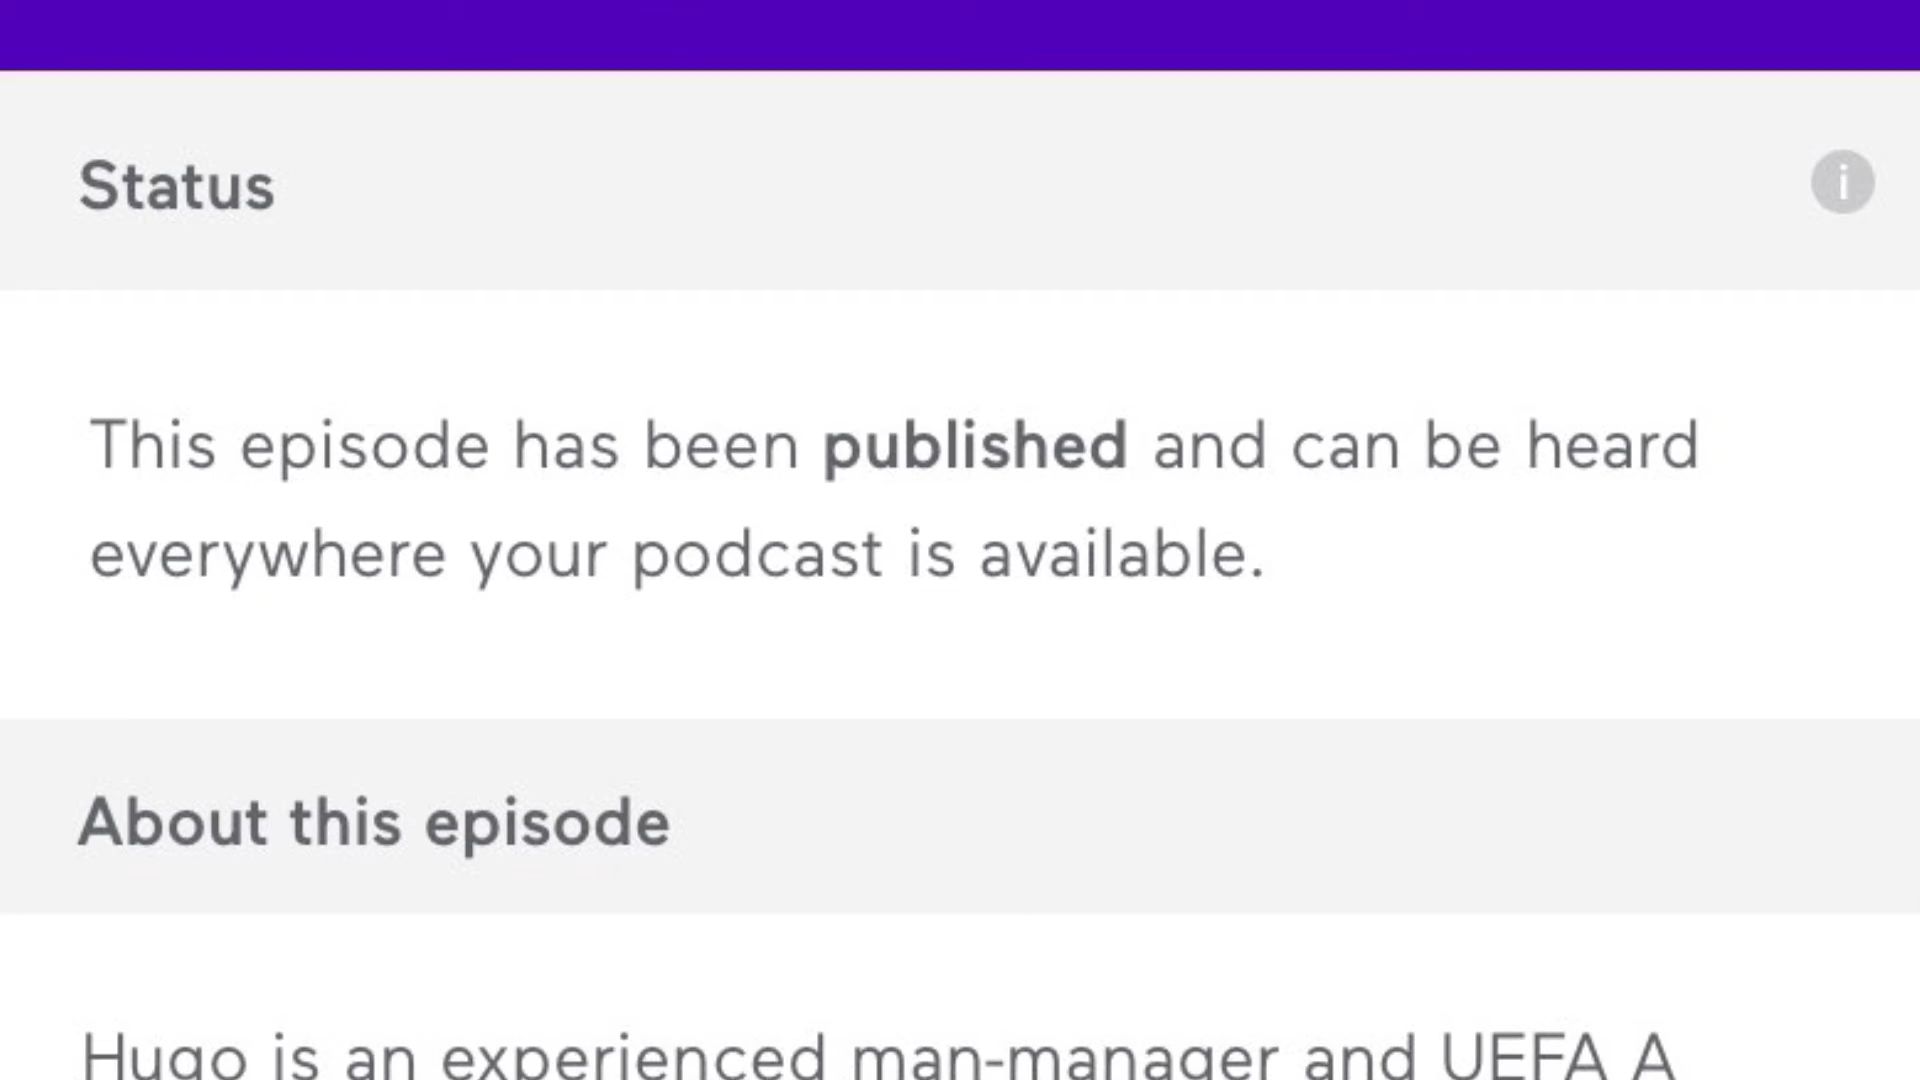 Status
i
This episode has been published and can be heard
everywhere your podcast is available.
About this episode
Hugo is an experienced man-manager and UEFA A